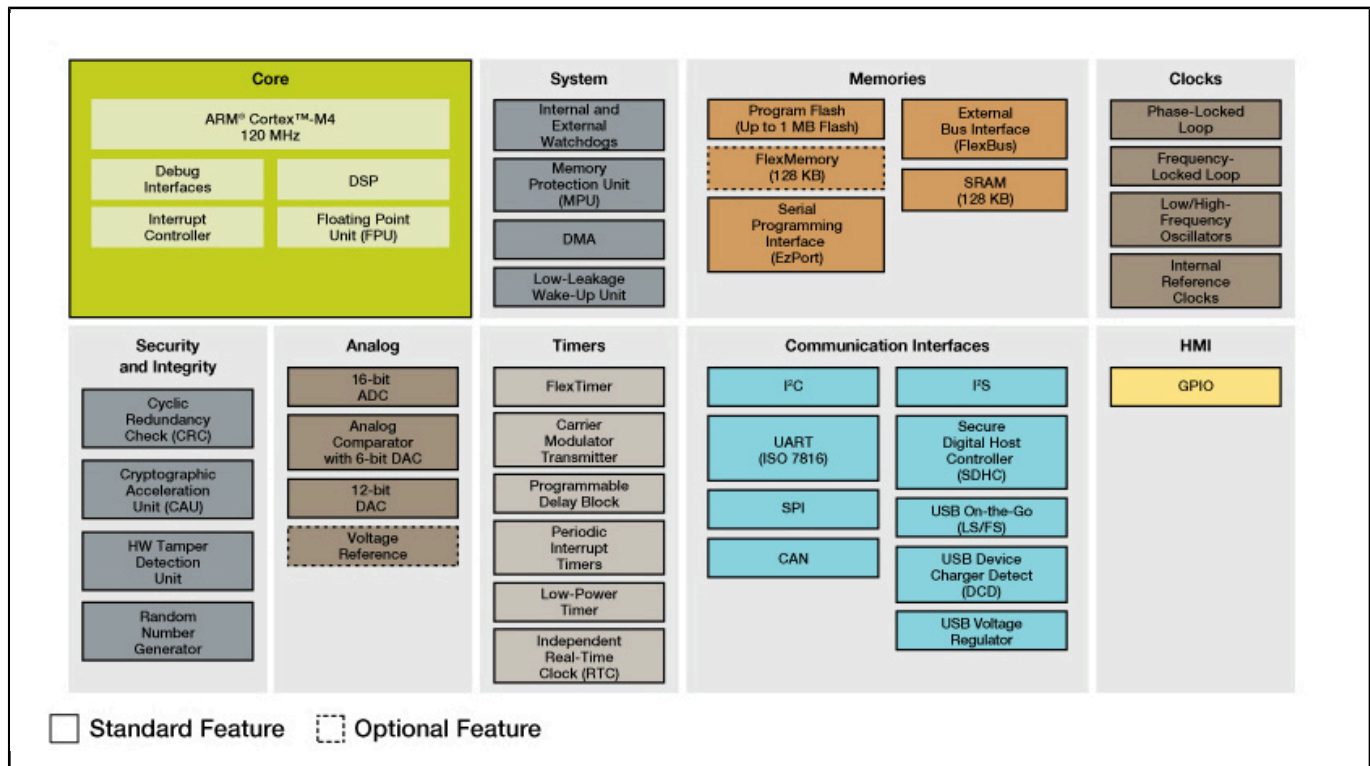 Core
ARM® Cortex™-M4
120 MHz
Debug
Interfaces
DSP
Interrupt
Controller
Floating Point
Unit (FPU)
System
Internal and
External
Watchdogs
Memory
Protection Unit
(MPU)
DMA
Low-Leakage
Wake-Up Unit
Memories
Program Flash
(Up to 1 MB Flash)
FlexMemory
(128 KB)
Serial
Programming
Interface
(EzPort)
External
Bus Interface
(FlexBus)
SRAM
(128 KB)
Clocks
Phase-Locked
Loop
Frequency-
Locked Loop
Low/High-
Frequency
Oscillators
Internal
Reference
Clocks
Security
and Integrity
Cyclic
Redundancy
Check (CRC)
Cryptographic
Acceleration
Unit (CAU)
HW Tamper
Detection
Unit
Random
Number
Generator
Analog
16-bit
ADC
Analog
Comparator
with 6-bit DAC
12-bit
DAC
Voltage
Reference
Timers
FlexTimer
Carrier
Modulator
Transmitter
Programmable
Delay Block
Periodic
Interrupt
Timers
Low-Power
Timer
Independent
Real-Time
Clock (RTC)
Communication Interfaces
I²C
UART
(ISO 7816)
SPI
CAN
I²S
Secure
Digital Host
Controller
(SDHC)
USB On-the-Go
(LS/FS)
USB Device
Charger Detect
(DCD)
USB Voltage
Regulator
HMI
GPIO
Standard Feature
Optional Feature